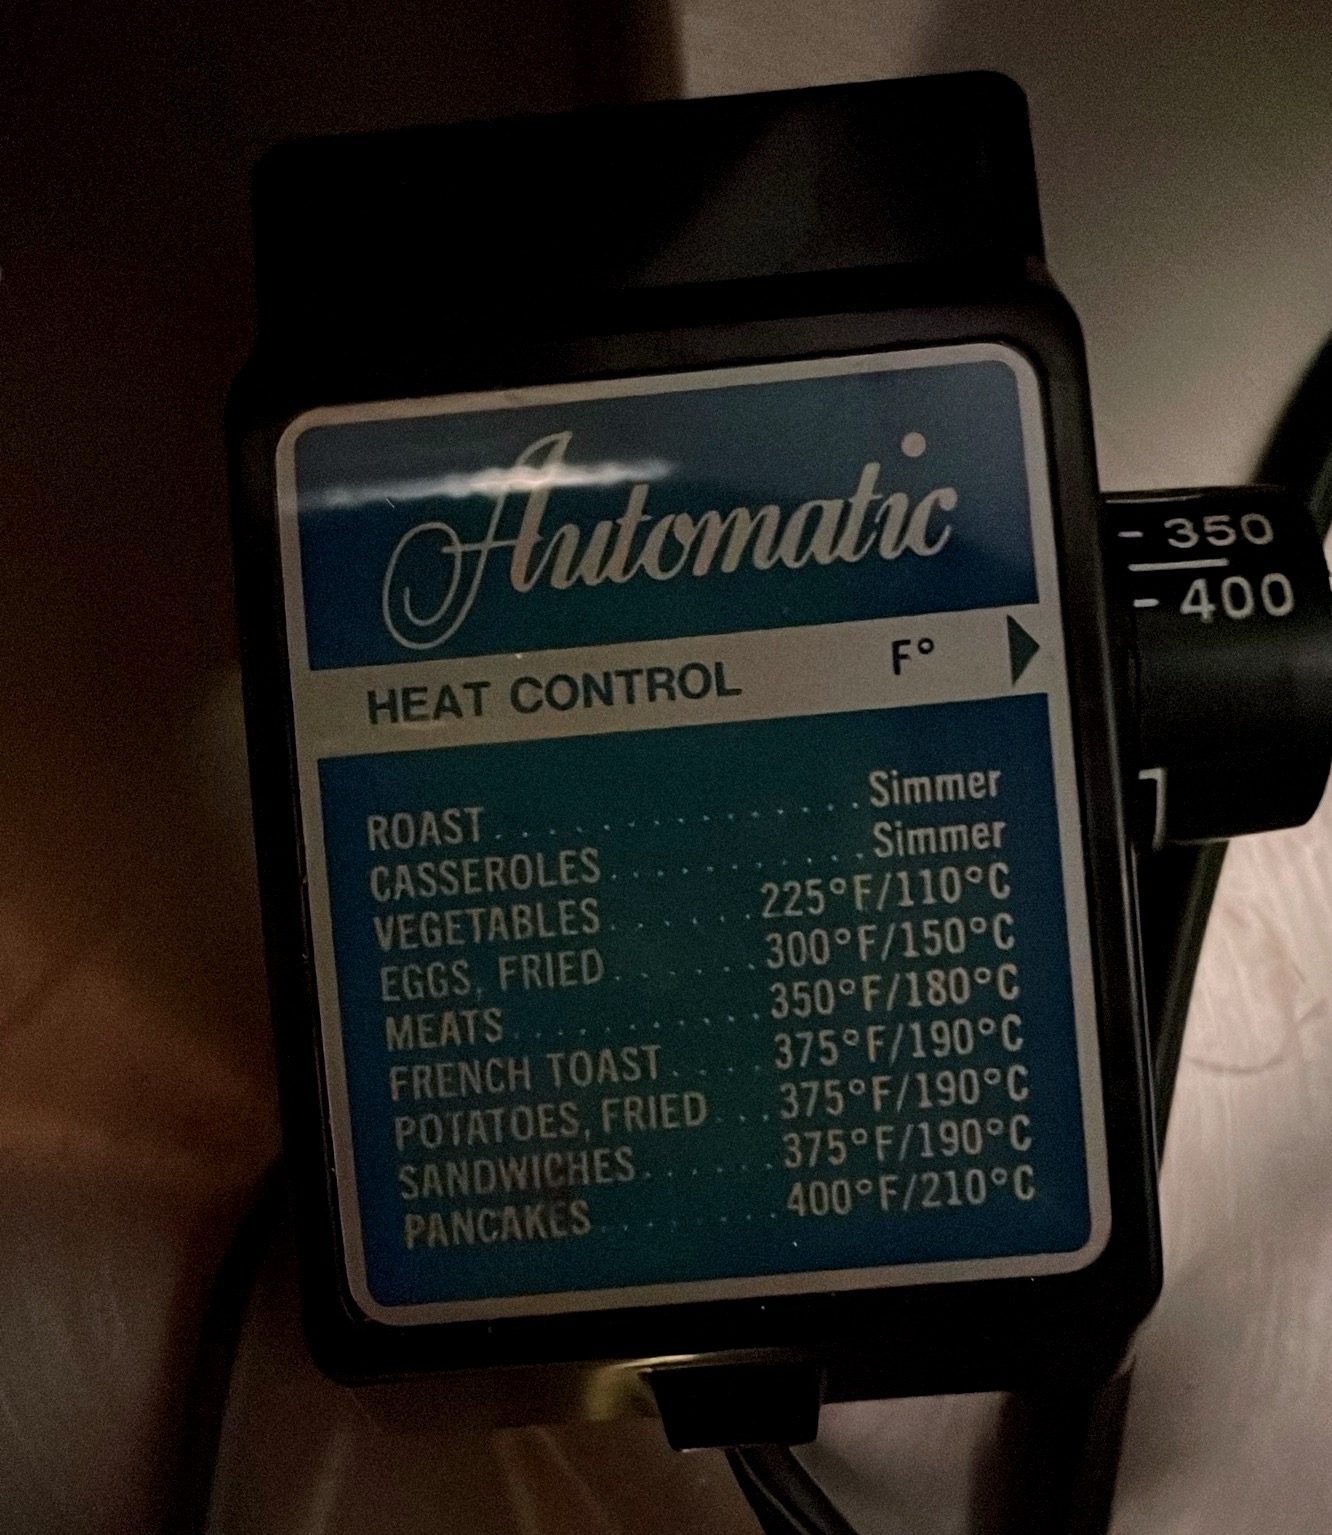 Automatic
HEAT CONTROL F°
ROAST Simmer
CASSEROLES Simmer
VEGETABLES 225°F/110°C
EGGS, FRIED 300°F/150°C
MEATS 350°F/180°C
FRENCH TOAST 375°F/190°C
POTATOES, FRIED 375°F/190°C
SANDWICHES 375°F/190°C
PANCAKES 400°F/210°C
- 350
- 400